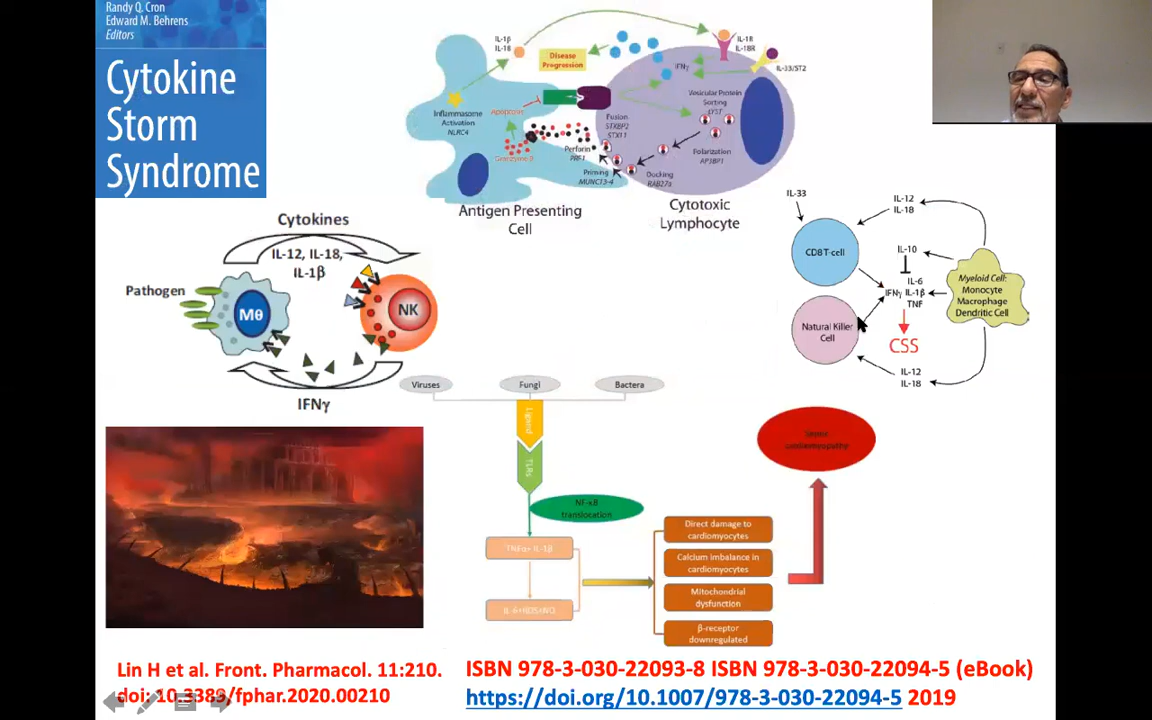 Randy Q. Cron
Edward M. Behrens
Editors
Cytokine
Storm
Syndrome
IL-1β
IL-18
Disease
Progression
IFNγ
IL-1R
IL-18R
IL-33/ST2
Inflammasome
Activation
NLRC4
Apoptosis
Granzyme B
Perforin
PRF1
Priming
MUNC13-4
Fusion
STXBP2
STX11
Docking
RAB27a
Vesicular Protein
Sorting
LYST
Polarization
AP3BP1
Antigen Presenting
Cell
Cytotoxic
Lymphocyte
Cytokines
IL-12, IL-18,
IL-1β
Pathogen
Mθ
NK
IFNγ
IL-33
IL-12
IL-18
CD8 T-cell
IL-10
IL-6
IFNγ IL-1β
TNF
Myeloid Cell:
Monocyte
Macrophage
Dendritic Cell
Natural Killer
Cell
CSS
IL-12
IL-18
Viruses
Fungi
Bactera
Ligand
TLRs
NF-κB
translocation
TNFα+ IL-1β
IL-6+ROS+NO
Direct damage to
cardiomyocytes
Calcium imbalance in
cardiomyocytes
Mitochondrial
dysfunction
β-receptor
downregulated
Septic
cardiomyopathy
Lin H et al. Front. Pharmacol. 11:210.
doi: 10.3389/fphar.2020.00210
ISBN 978-3-030-22093-8 ISBN 978-3-030-22094-5 (eBook)
https://doi.org/10.1007/978-3-030-22094-5 2019